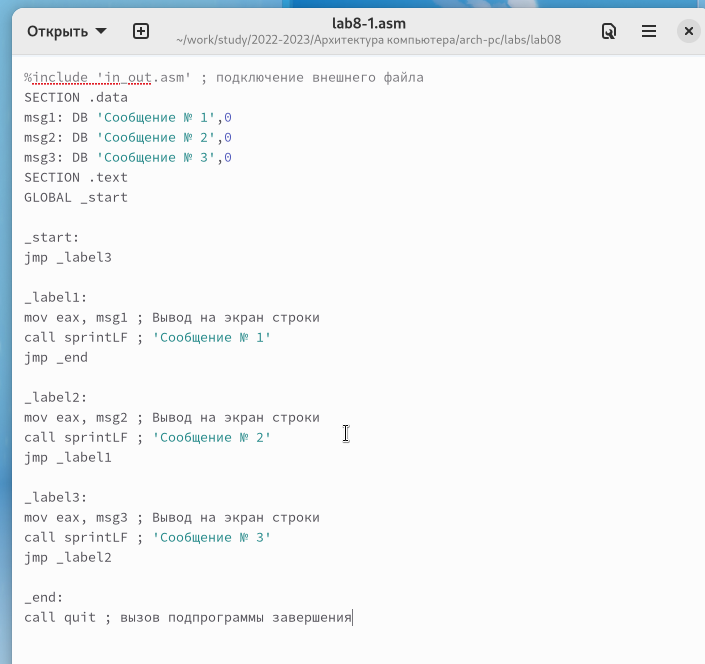 Открыть
lab8-1.asm
~/work/study/2022-2023/Архитектура компьютера/arch-pc/labs/lab08
%include 'in_out.asm' ; подключение внешнего файла
SECTION .data
msg1: DB 'Сообщение № 1',0
msg2: DB 'Сообщение № 2',0
msg3: DB 'Сообщение № 3',0
SECTION .text
GLOBAL _start
_start:
jmp _label3
_label1:
mov eax, msg1 ; Вывод на экран строки
call sprintLF ; 'Сообщение № 1'
jmp _end
_label2:
mov eax, msg2 ; Вывод на экран строки
call sprintLF ; 'Сообщение № 2'
jmp _label1
_label3:
mov eax, msg3 ; Вывод на экран строки
call sprintLF ; 'Сообщение № 3'
jmp _label2
_end:
call quit ; вызов подпрограммы завершения